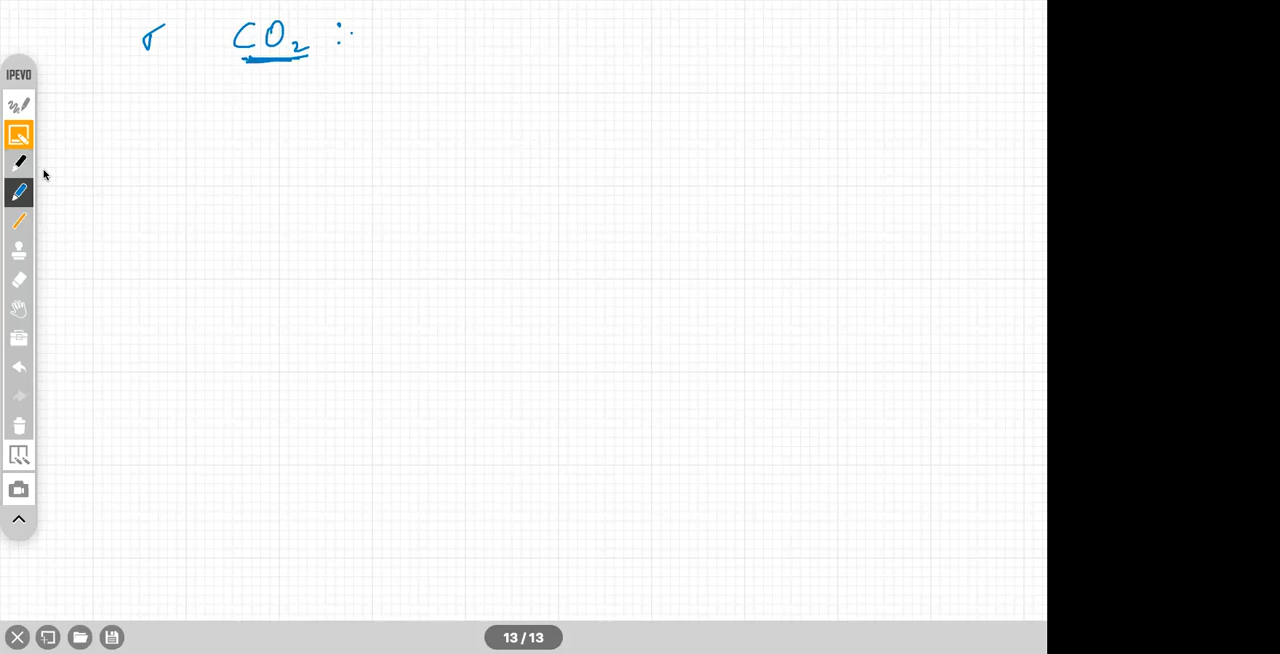 σ CO₂ :
IPEVO
13 / 13